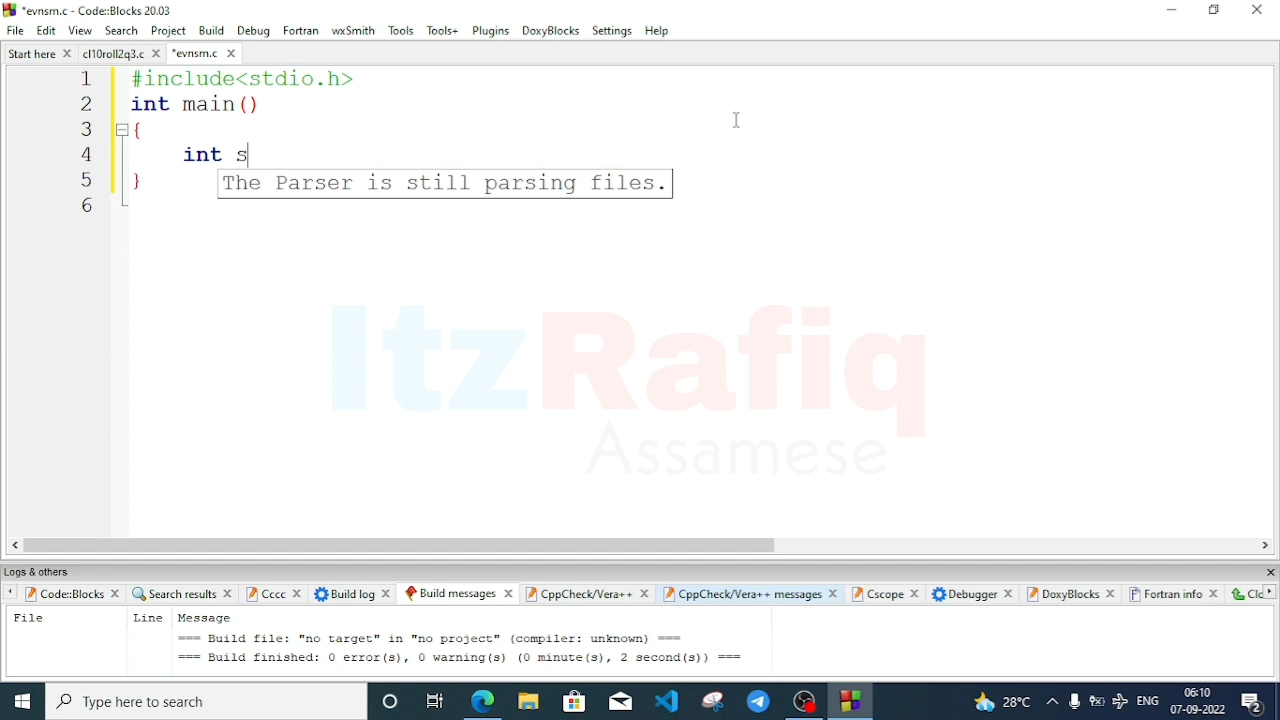 *evnsm.c - Code::Blocks 20.03
File Edit View Search Project Build Debug Fortran wxSmith Tools Tools+ Plugins DoxyBlocks Settings Help
Start here cl10roll2q3.c *evnsm.c
1 #include<stdio.h>
2 int main()
3 {
4 int s
5 }
The Parser is still parsing files.
6
ItzRafiq
Assamese
Logs & others
Code::Blocks Search results Cccc Build log Build messages CppCheck/Vera++ CppCheck/Vera++ messages Cscope Debugger DoxyBlocks Fortran info Clo
File Line Message
=== Build file: "no target" in "no project" (compiler: unknown) ===
=== Build finished: 0 error(s), 0 warning(s) (0 minute(s), 2 second(s)) ===
Type here to search 28°C ENG 06:10
07-09-2022 2